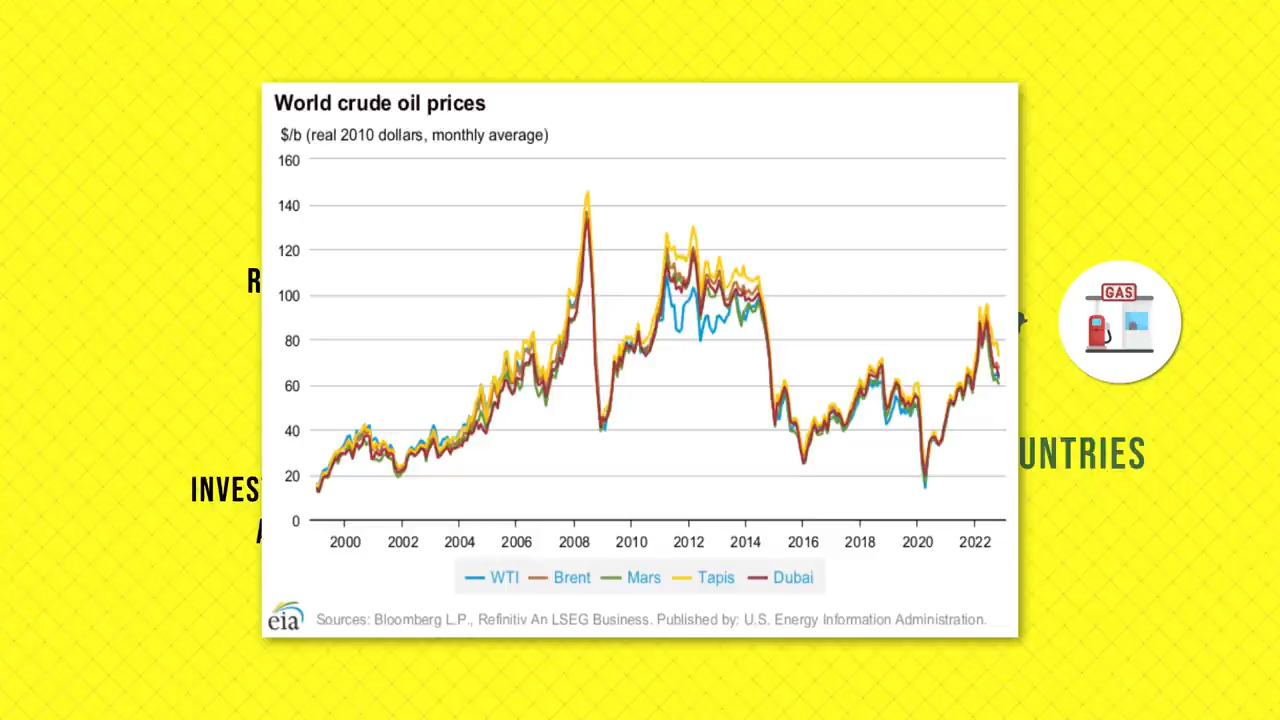 World crude oil prices
$/b (real 2010 dollars, monthly average)
160
140
120
100
80
60
40
20
0
2000 2002 2004 2006 2008 2010 2012 2014 2016 2018 2020 2022
WTI Brent Mars Tapis Dubai
eia Sources: Bloomberg L.P., Refinitiv An LSEG Business. Published by: U.S. Energy Information Administration.
GAS